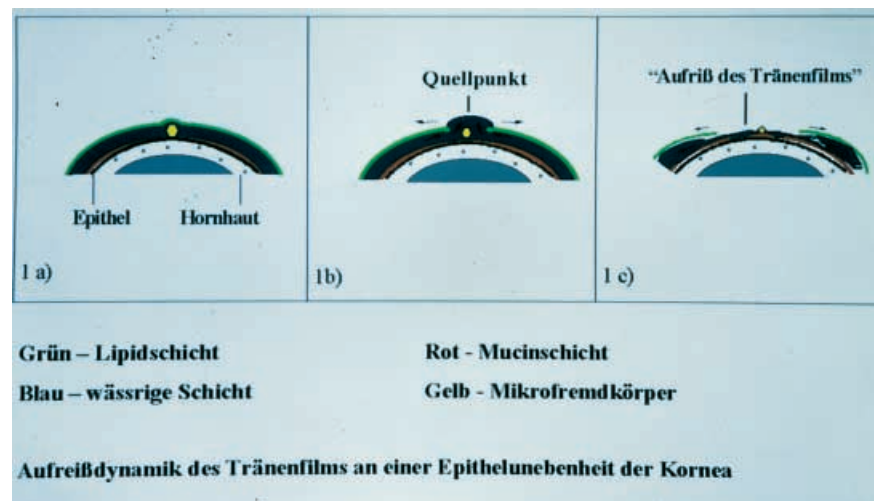 Quellpunkt
“Aufriß des Tränenfilms”
Epithel
Hornhaut
1 a)
1b)
1 c)
Grün – Lipidschicht
Rot - Mucinschicht
Blau – wässrige Schicht
Gelb - Mikrofremdkörper
Aufreißdynamik des Tränenfilms an einer Epithelunebenheit der Kornea